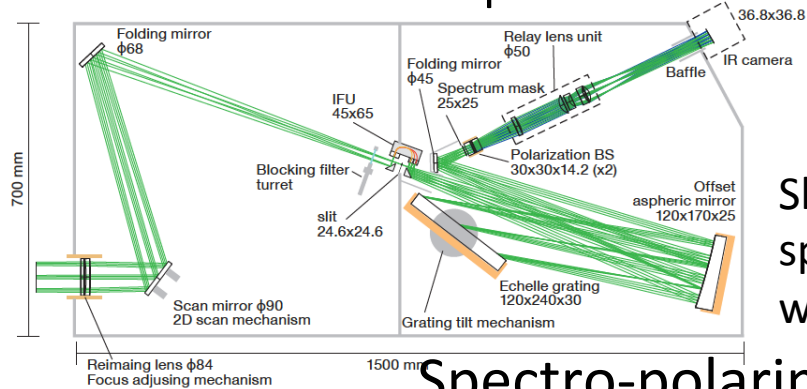 Folding mirror
φ68
36.8x36.8
Relay lens unit
φ50
Folding mirror
φ45
IR camera
Baffle
Spectrum mask
25x25
IFU
45x65
Polarization BS
30x30x14.2 (x2)
Blocking filter
turret
slit
24.6x24.6
Offset
aspheric mirror
120x170x25
700 mm
Echelle grating
120x240x30
Scan mirror φ90
2D scan mechanism
Grating tilt mechanism
Reimaing lens φ84
Focus adjusing mechanism
1500 mm